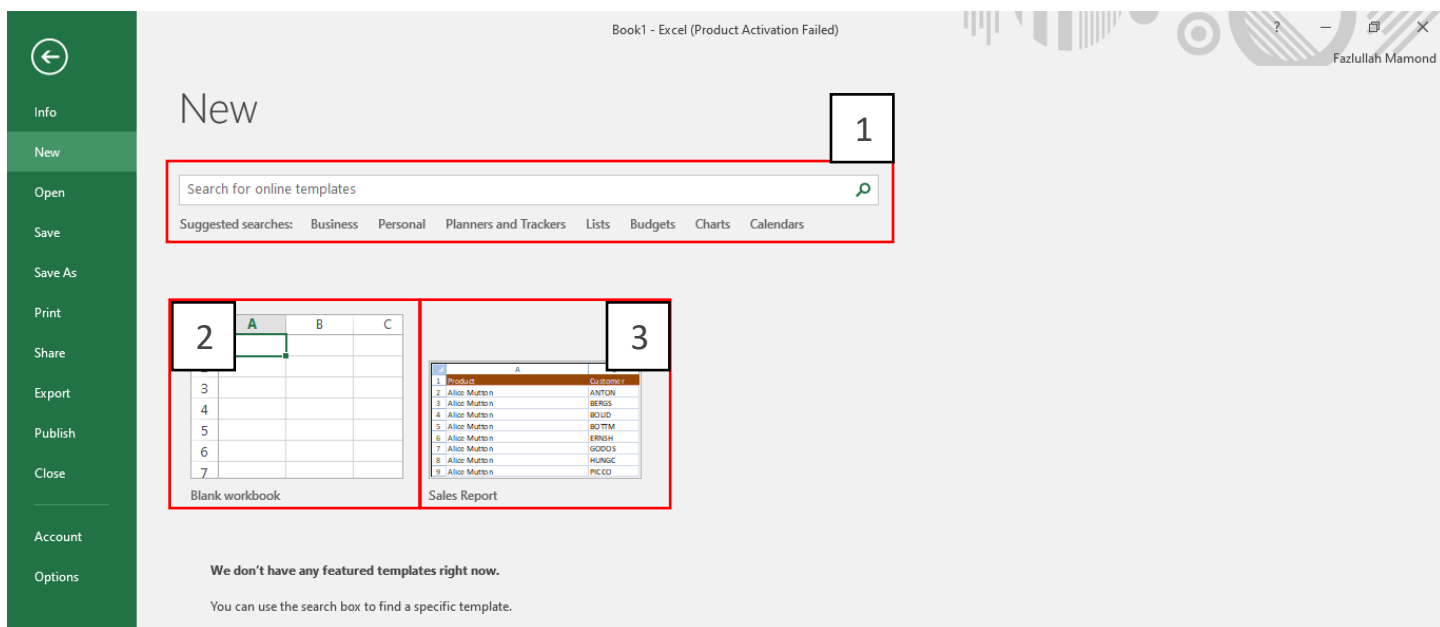 Book1 - Excel (Product Activation Failed)
?
Fazlullah Mamond
Info
New
Open
Save
Save As
Print
Share
Export
Publish
Close
Account
Options
New
1
Search for online templates
Suggested searches: Business Personal Planners and Trackers Lists Budgets Charts Calendars
2
A B C
3
4
5
6
7
Blank workbook
3
A
1 Product Customer
2 Alice Mutton ANTON
3 Alice Mutton BERGS
4 Alice Mutton BOLID
5 Alice Mutton BOTTM
6 Alice Mutton ERNSH
7 Alice Mutton GODOS
8 Alice Mutton HUNGC
9 Alice Mutton PICCO
Sales Report
We don't have any featured templates right now.
You can use the search box to find a specific template.